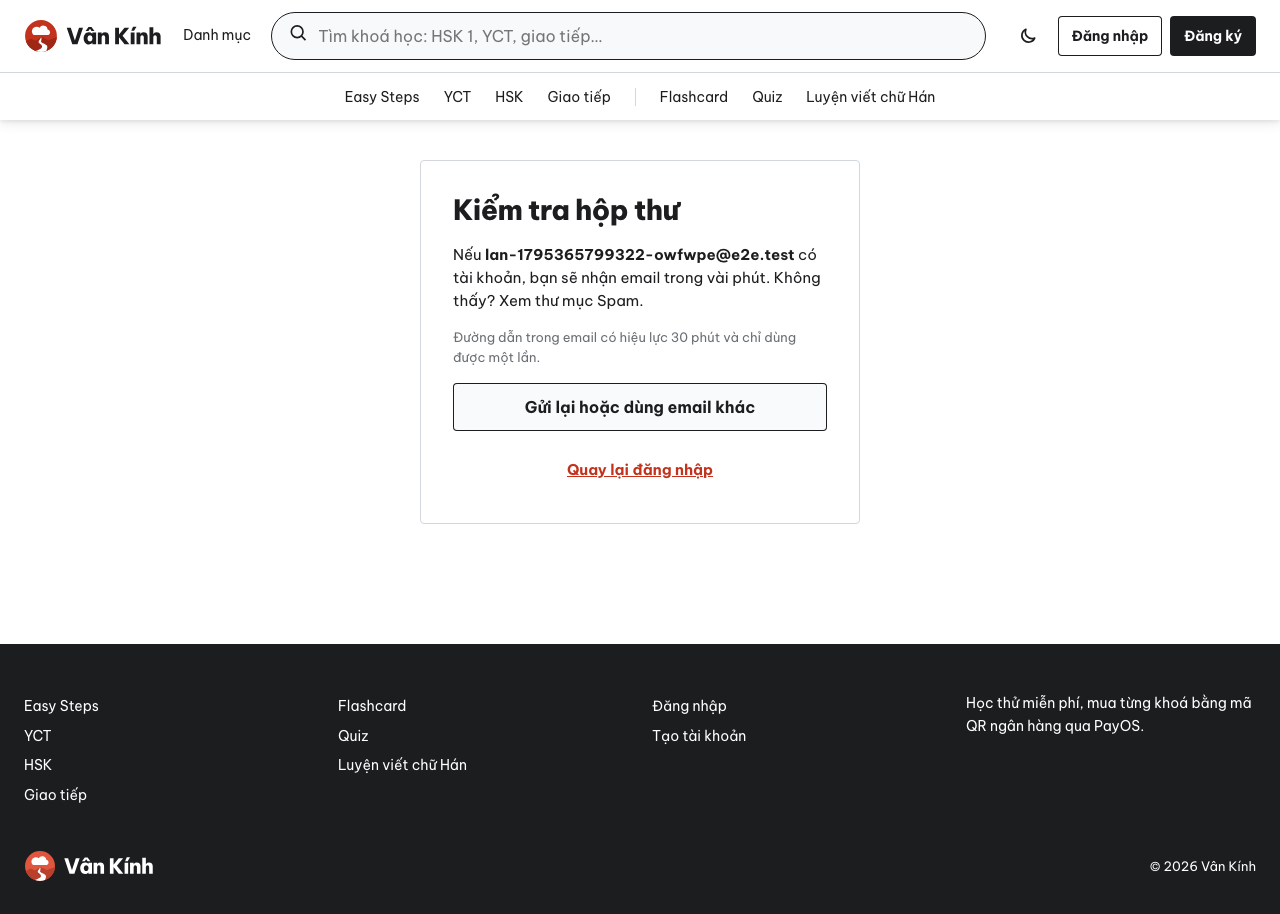 Vân Kính
Danh mục
Tìm khoá học: HSK 1, YCT, giao tiếp...
Đăng nhập
Đăng ký
Easy Steps
YCT
HSK
Giao tiếp
Flashcard
Quiz
Luyện viết chữ Hán
Kiểm tra hộp thư
Nếu lan-1795365799322-owfwpe@e2e.test có
tài khoản, bạn sẽ nhận email trong vài phút. Không
thấy? Xem thư mục Spam.
Đường dẫn trong email có hiệu lực 30 phút và chỉ dùng
được một lần.
Gửi lại hoặc dùng email khác
Quay lại đăng nhập
Easy Steps
YCT
HSK
Giao tiếp
Flashcard
Quiz
Luyện viết chữ Hán
Đăng nhập
Tạo tài khoản
Học thử miễn phí, mua từng khoá bằng mã
QR ngân hàng qua PayOS.
Vân Kính
© 2026 Vân Kính